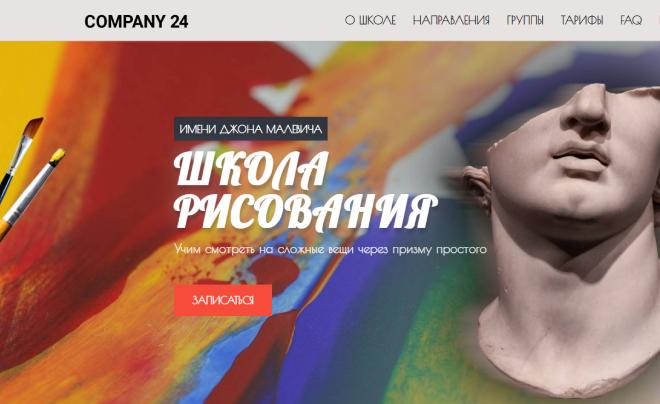 COMPANY 24
О ШКОЛЕ НАПРАВЛЕНИЯ ГРУППЫ ТАРИФЫ FAQ
ИМЕНИ ДЖОНА МАЛЕВИЧА
ШКОЛА
РИСОВАНИЯ
Учим смотреть на сложные вещи через призму простого
ЗАПИСАТЬСЯ